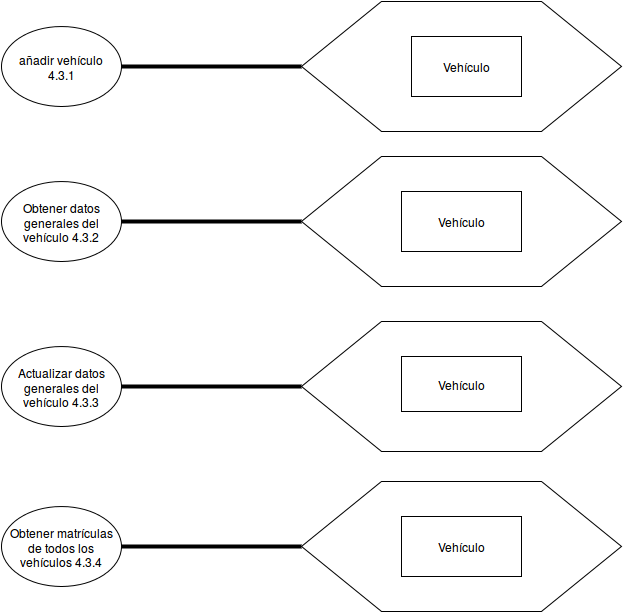 añadir vehículo
4.3.1
Vehículo
Obtener datos
generales del
vehículo 4.3.2
Vehículo
Actualizar datos
generales del
vehículo 4.3.3
Vehículo
Obtener matrículas
de todos los
vehículos 4.3.4
Vehículo